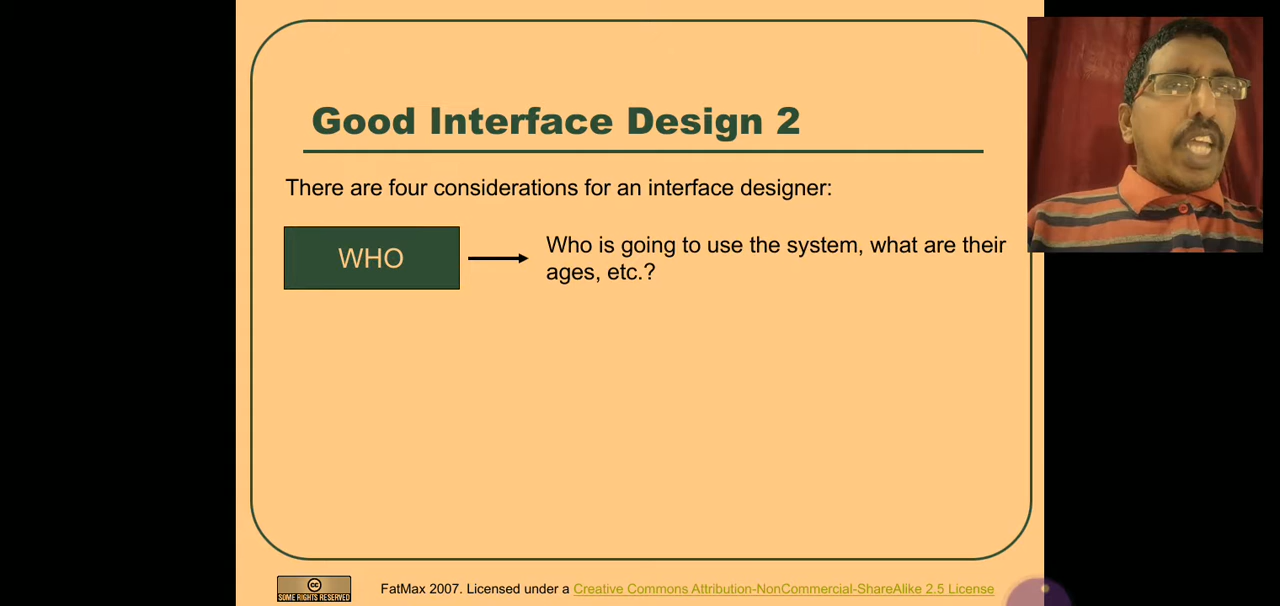 Good Interface Design 2
There are four considerations for an interface designer:
WHO
Who is going to use the system, what are their
ages, etc.?
cc
SOME RIGHTS RESERVED
FatMax 2007. Licensed under a Creative Commons Attribution-NonCommercial-ShareAlike 2.5 License